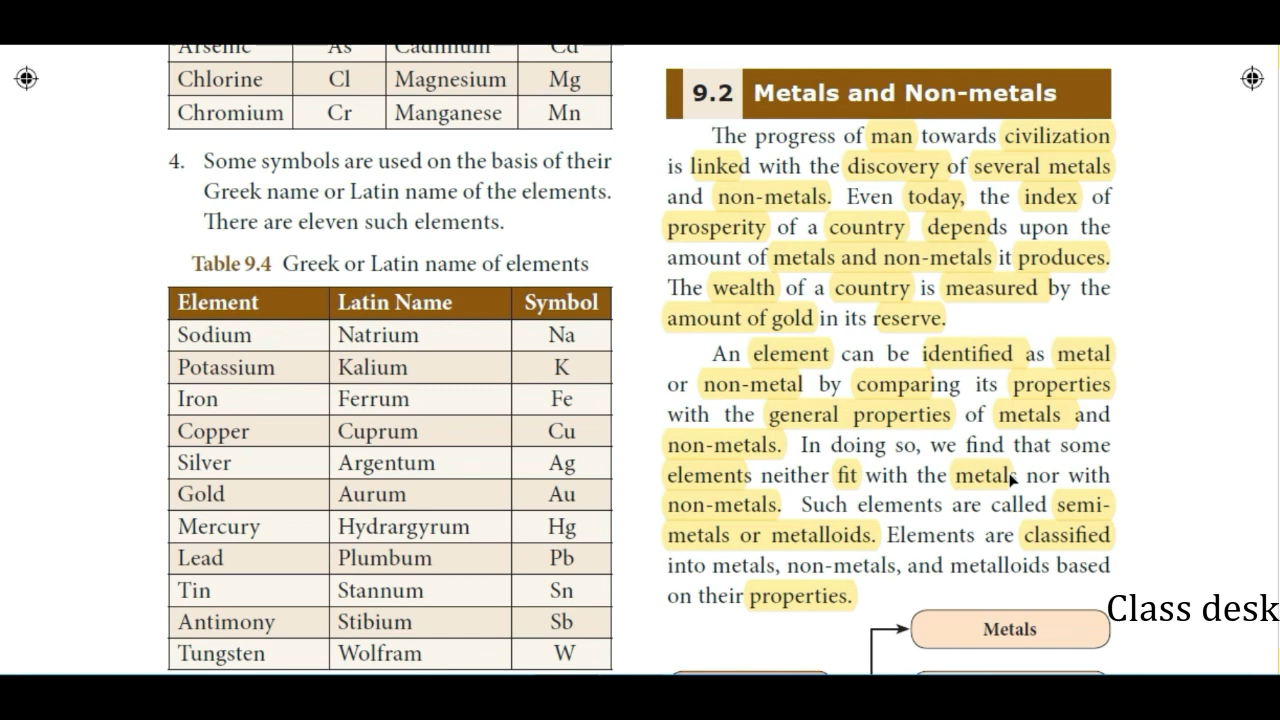 Arsenic As Cadmium Cd
Chlorine Cl Magnesium Mg
Chromium Cr Manganese Mn
4. Some symbols are used on the basis of their
Greek name or Latin name of the elements.
There are eleven such elements.
Table 9.4 Greek or Latin name of elements
Element Latin Name Symbol
Sodium Natrium Na
Potassium Kalium K
Iron Ferrum Fe
Copper Cuprum Cu
Silver Argentum Ag
Gold Aurum Au
Mercury Hydrargyrum Hg
Lead Plumbum Pb
Tin Stannum Sn
Antimony Stibium Sb
Tungsten Wolfram W
9.2 Metals and Non-metals
The progress of man towards civilization
is linked with the discovery of several metals
and non-metals. Even today, the index of
prosperity of a country depends upon the
amount of metals and non-metals it produces.
The wealth of a country is measured by the
amount of gold in its reserve.
An element can be identified as metal
or non-metal by comparing its properties
with the general properties of metals and
non-metals. In doing so, we find that some
elements neither fit with the metals nor with
non-metals. Such elements are called semi-
metals or metalloids. Elements are classified
into metals, non-metals, and metalloids based
on their properties.
Metals
Class desk